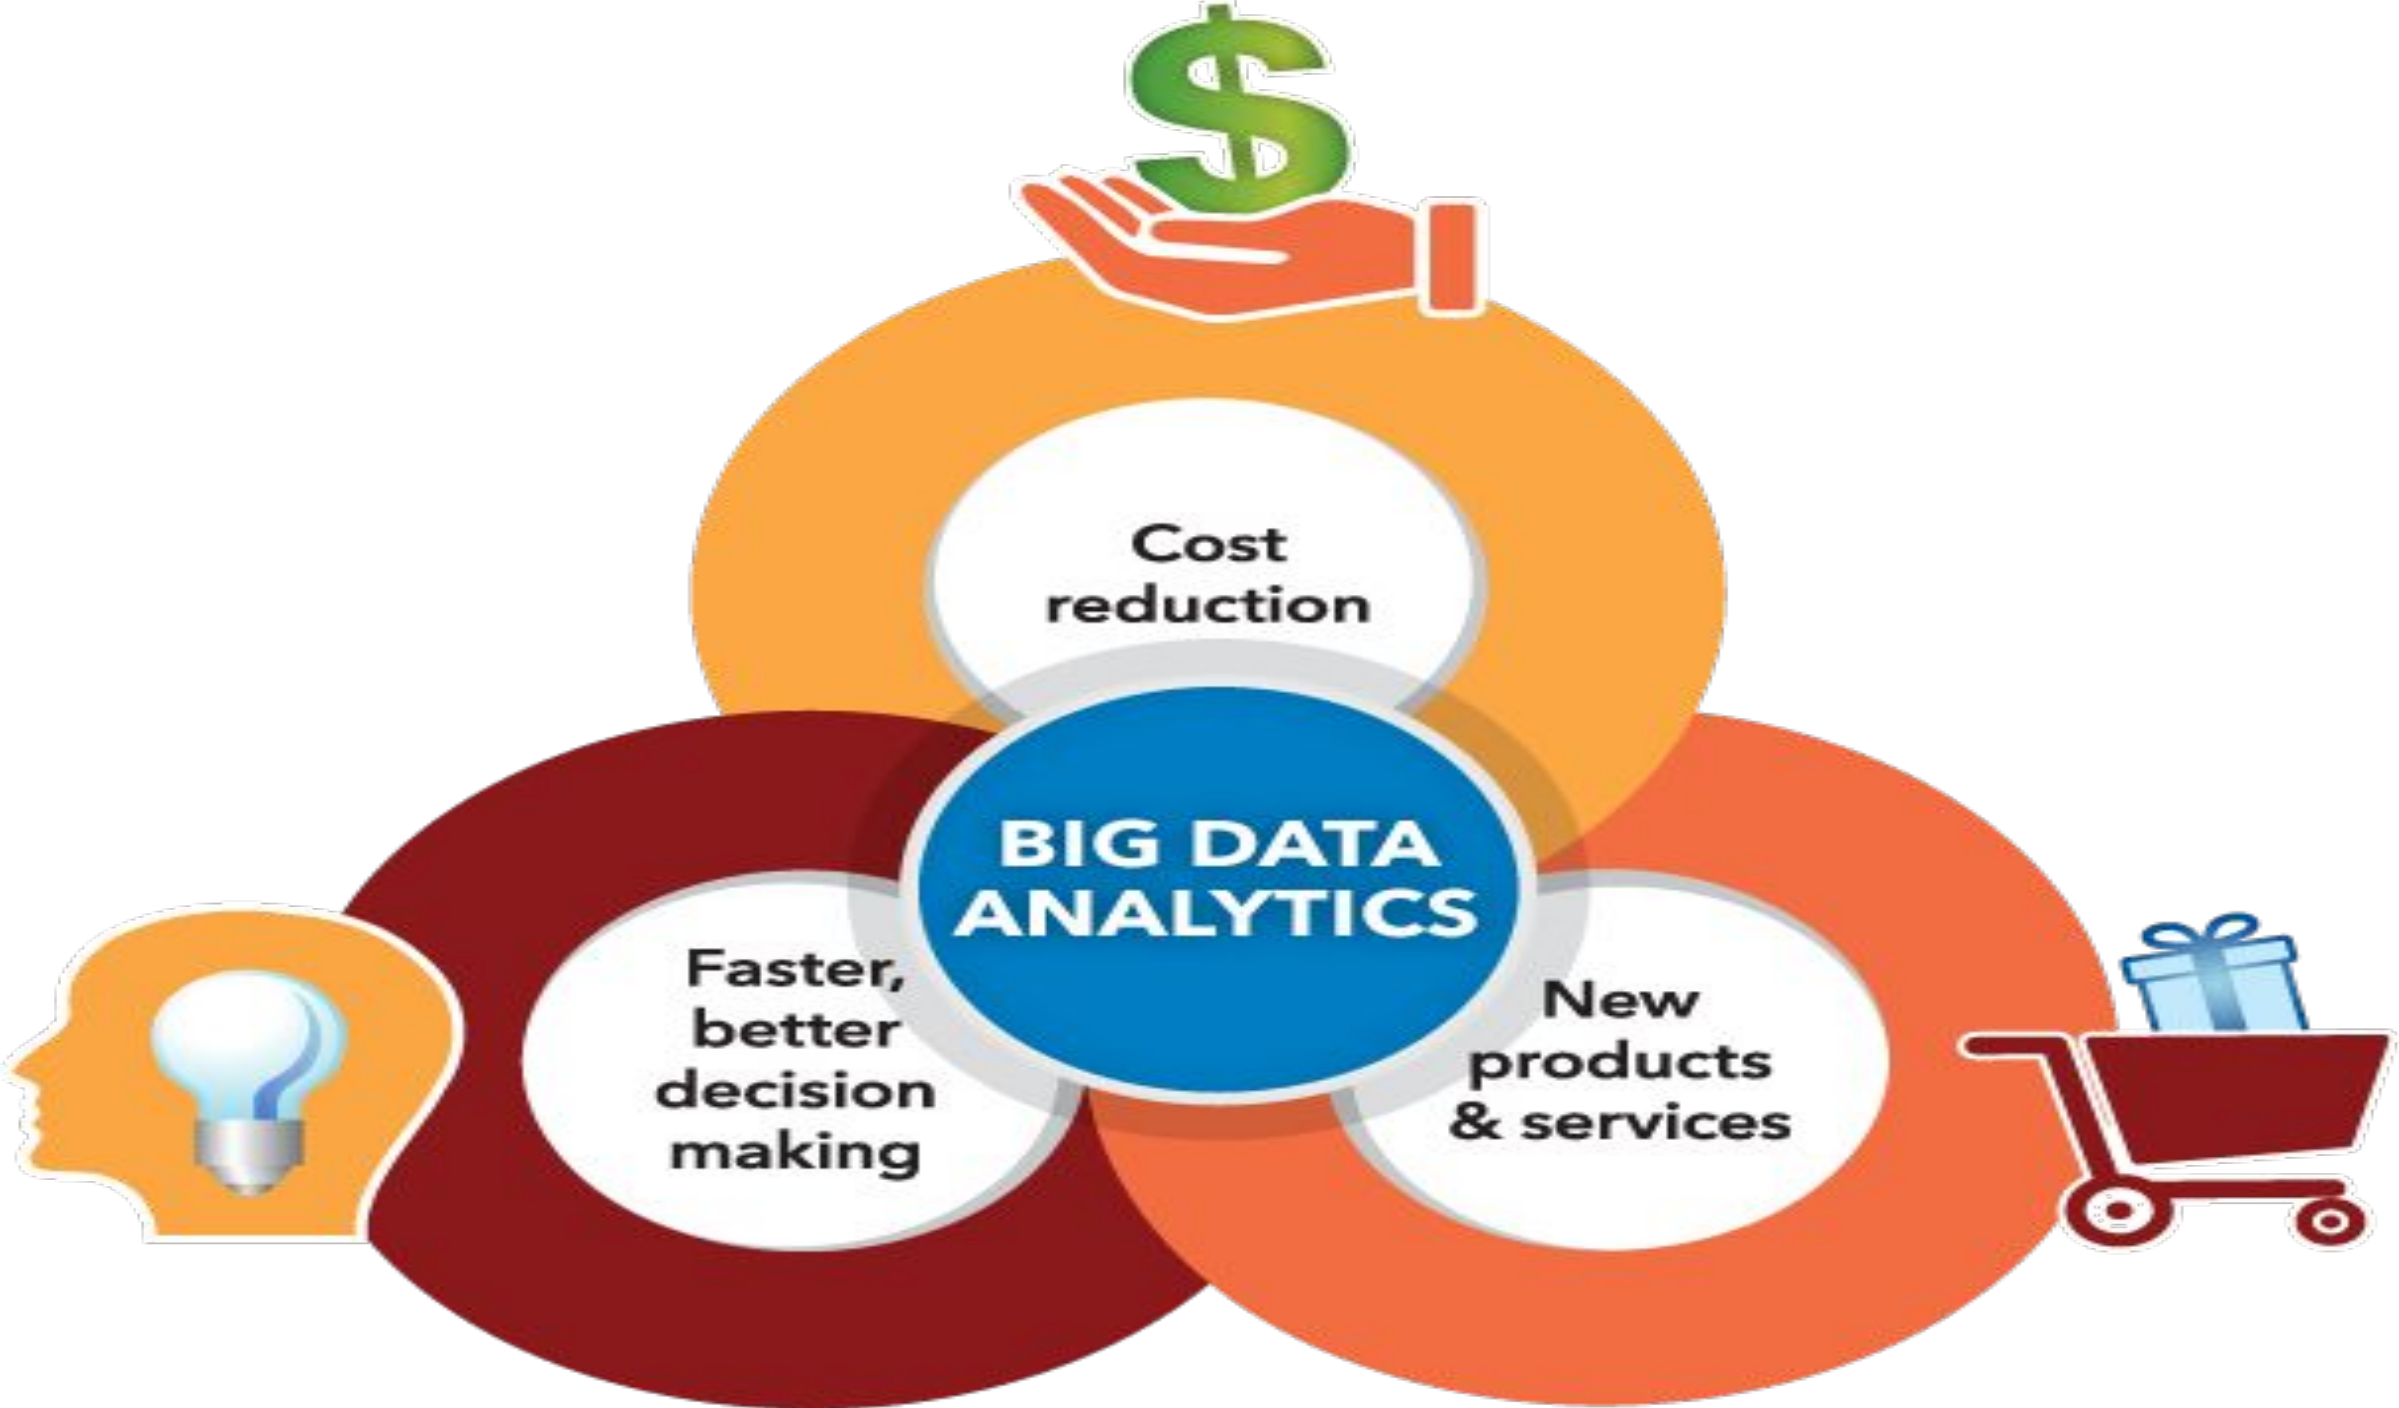 Cost
reduction
BIG DATA
ANALYTICS
Faster,
better
decision
making
New
products
& services